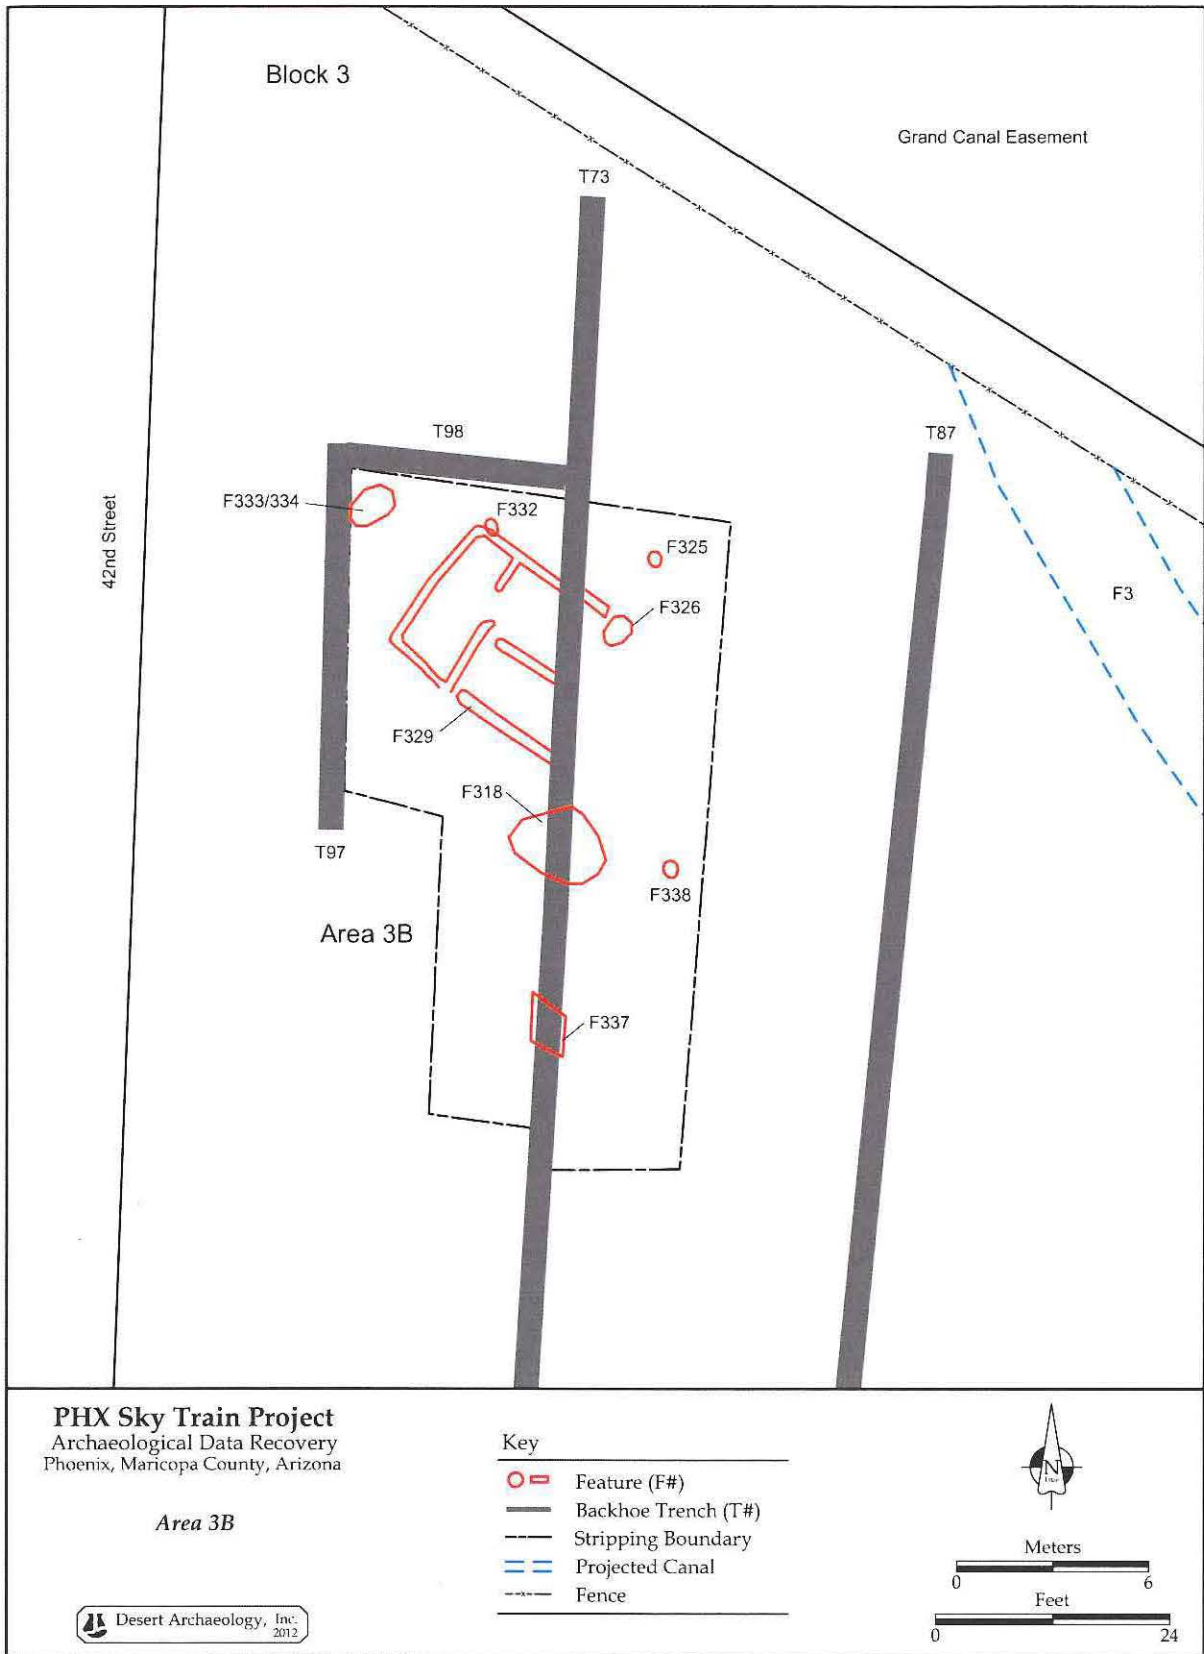 Block 3
Grand Canal Easement
T73
T98
T87
F333/334
F332
F325
42nd Street
F3
F326
F329
F318
T97
F338
Area 3B
F337
PHX Sky Train Project
Archaeological Data Recovery
Phoenix, Maricopa County, Arizona
Area 3B
Desert Archaeology, Inc.
2012
Key
Feature (F#)
Backhoe Trench (T#)
Stripping Boundary
Projected Canal
Fence
N
Meters
0 6
Feet
0 24